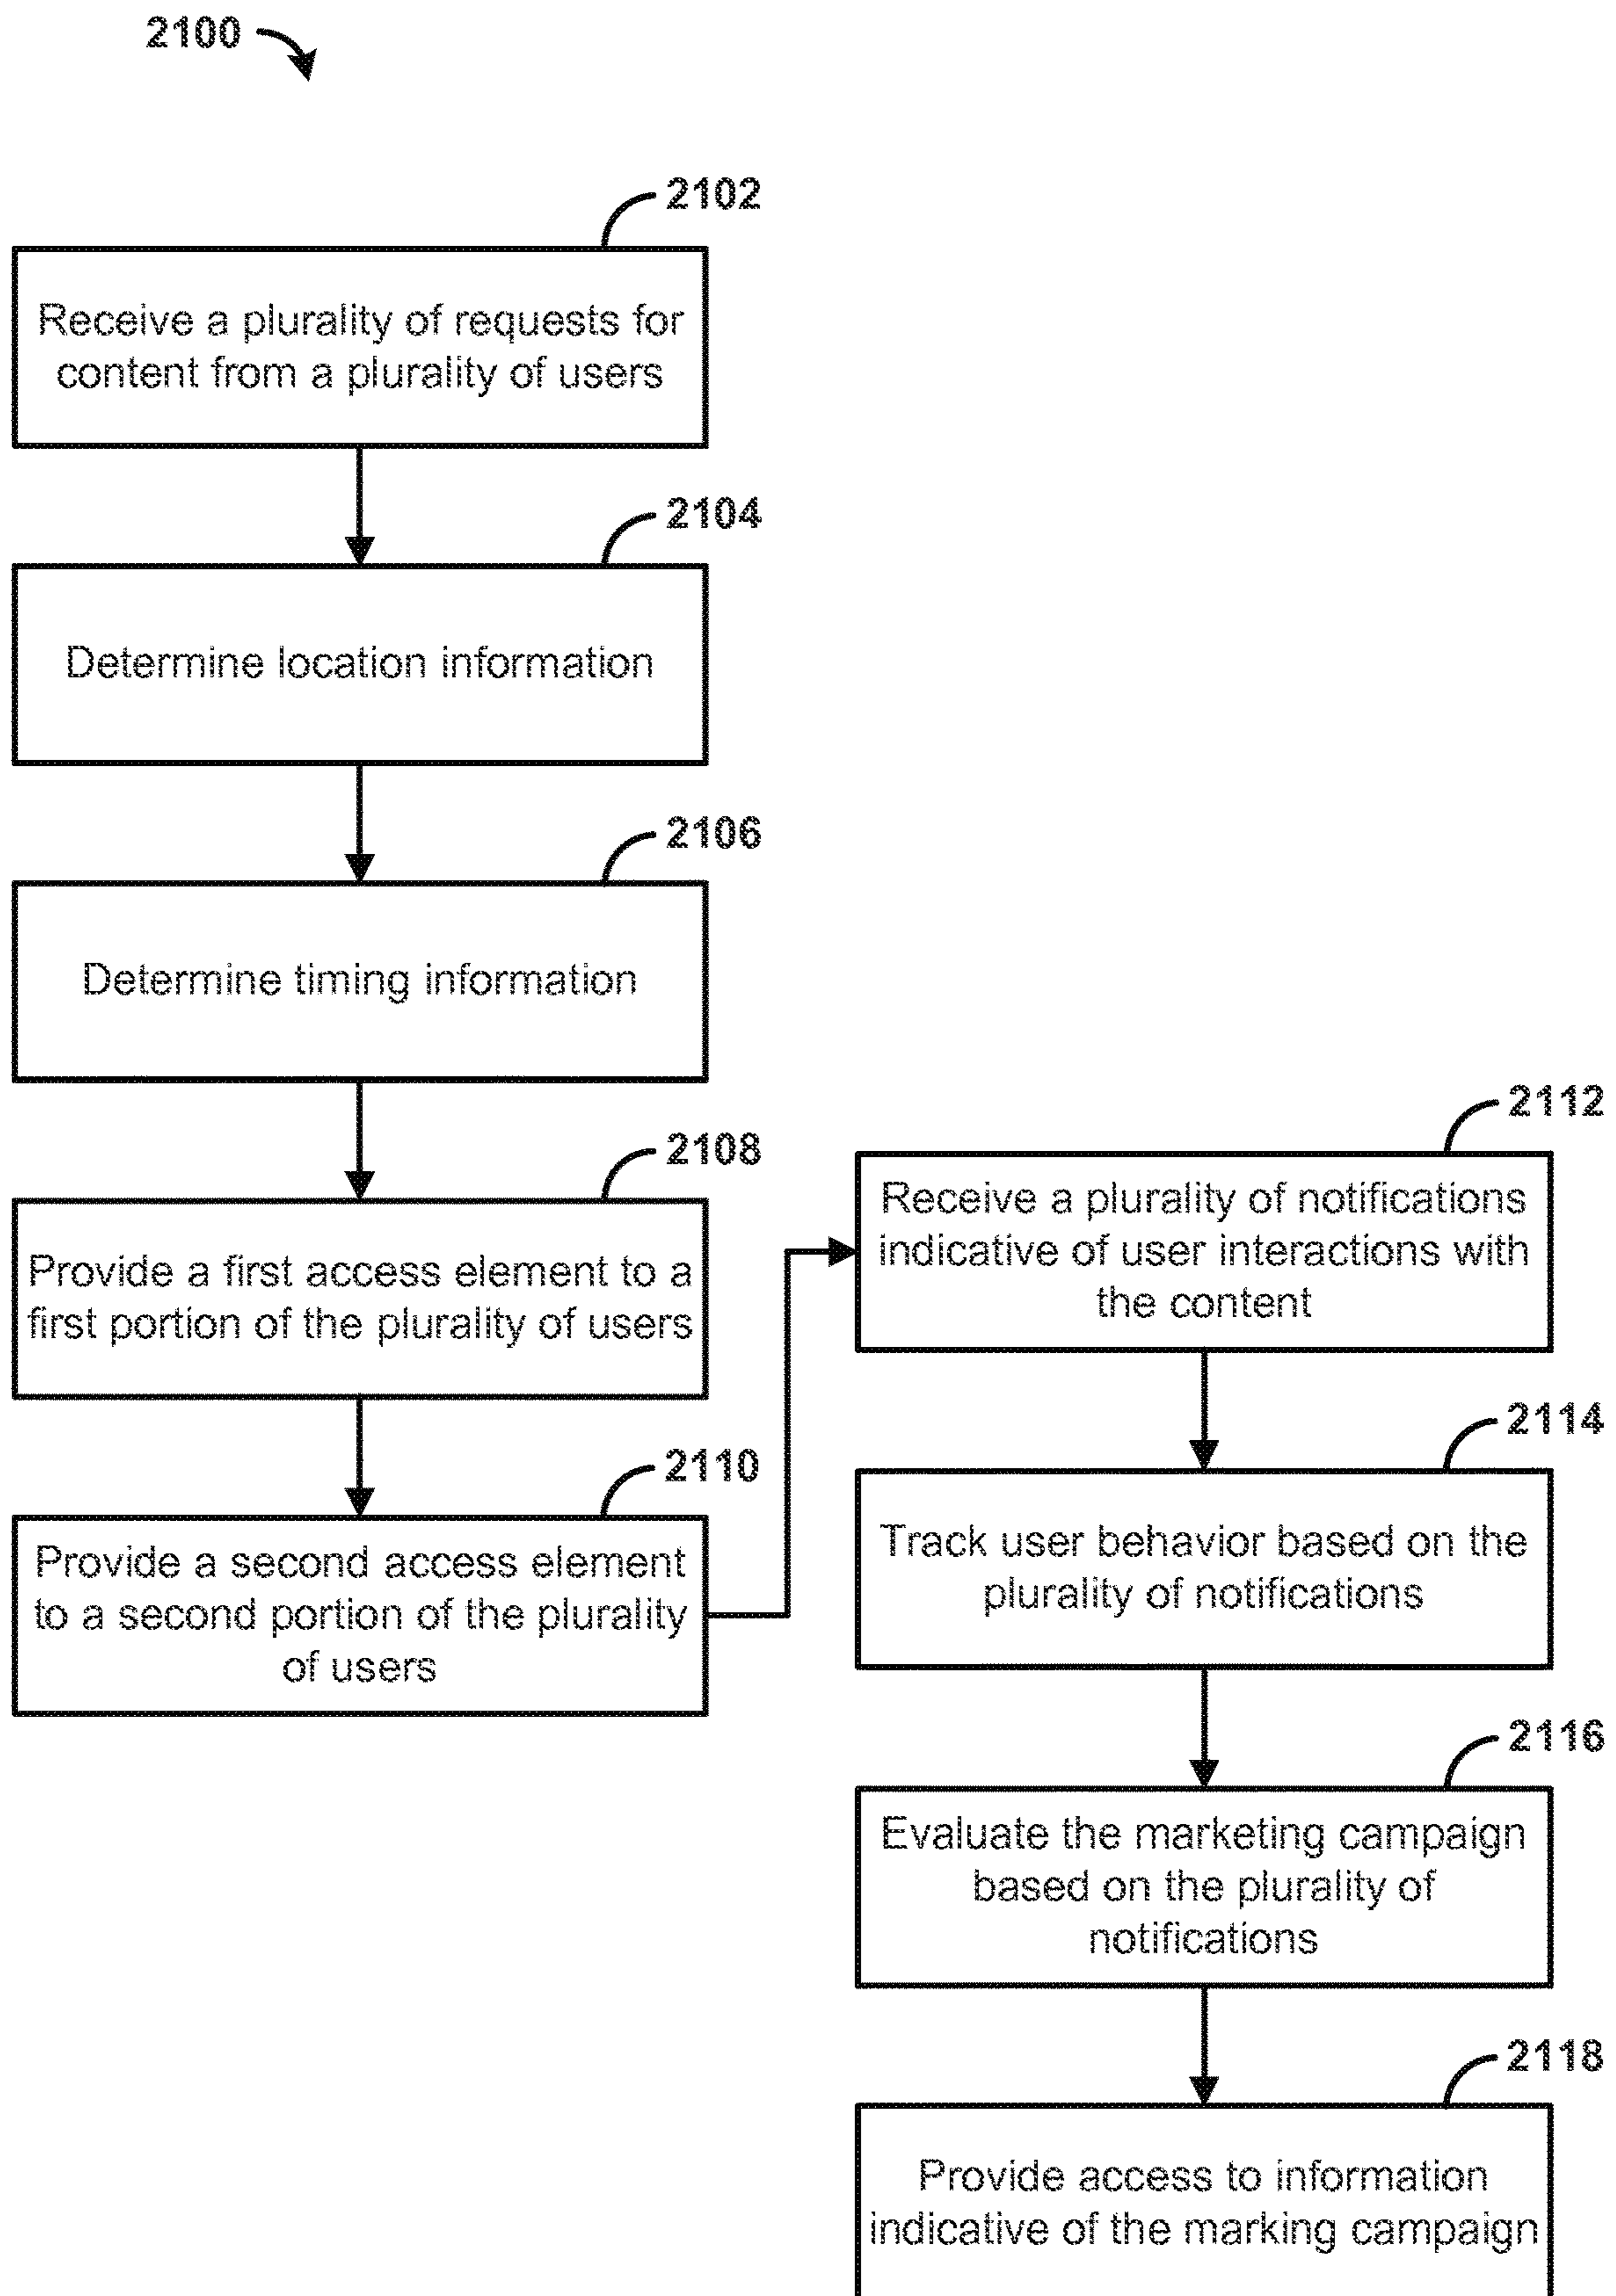 2100
2102
Receive a plurality of requests for
content from a plurality of users
2104
Determine location information
2106
Determine timing information
2108
Provide a first access element to a
first portion of the plurality of users
2110
Provide a second access element
to a second portion of the plurality
of users
2112
Receive a plurality of notifications
indicative of user interactions with
the content
2114
Track user behavior based on the
plurality of notifications
2116
Evaluate the marketing campaign
based on the plurality of
notifications
2118
Provide access to information
indicative of the marking campaign